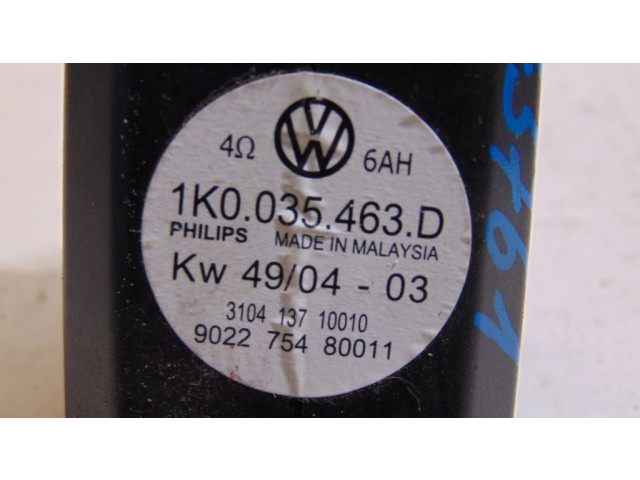 4Ω VW 6AH
1K0.035.463.D
PHILIPS MADE IN MALAYSIA
Kw 49/04 - 03
3104 137 10010
9022 754 80011